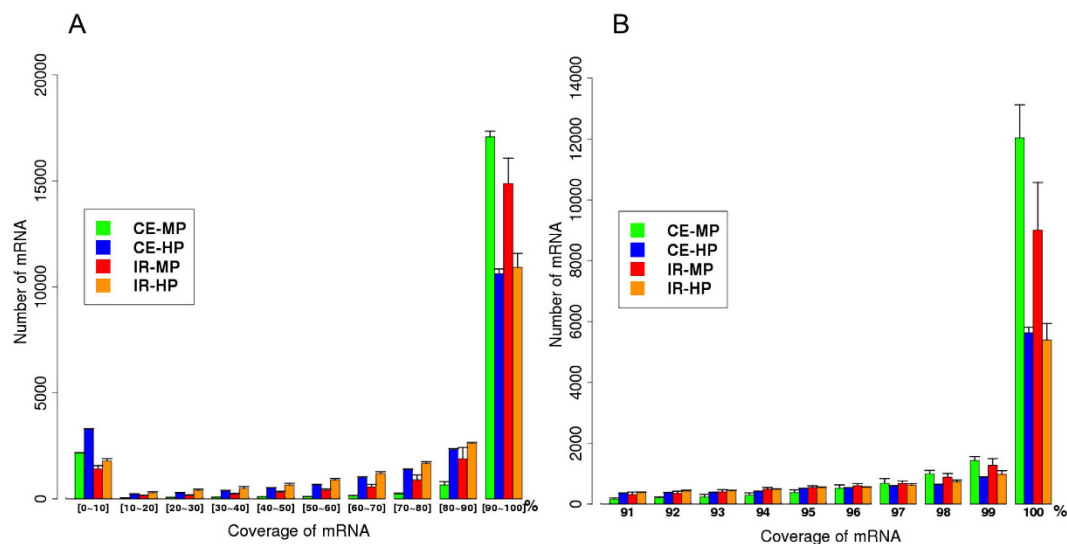 A
B
Number of mRNA
20000
15000
10000
5000
0
CE-MP
CE-HP
IR-MP
IR-HP
[0~10] [10~20] [20~30] [30~40] [40~50] [50~60] [60~70] [70~80] [80~90] [90~100] %
Coverage of mRNA
Number of mRNA
14000
12000
10000
8000
6000
4000
2000
0
CE-MP
CE-HP
IR-MP
IR-HP
91 92 93 94 95 96 97 98 99 100 %
Coverage of mRNA